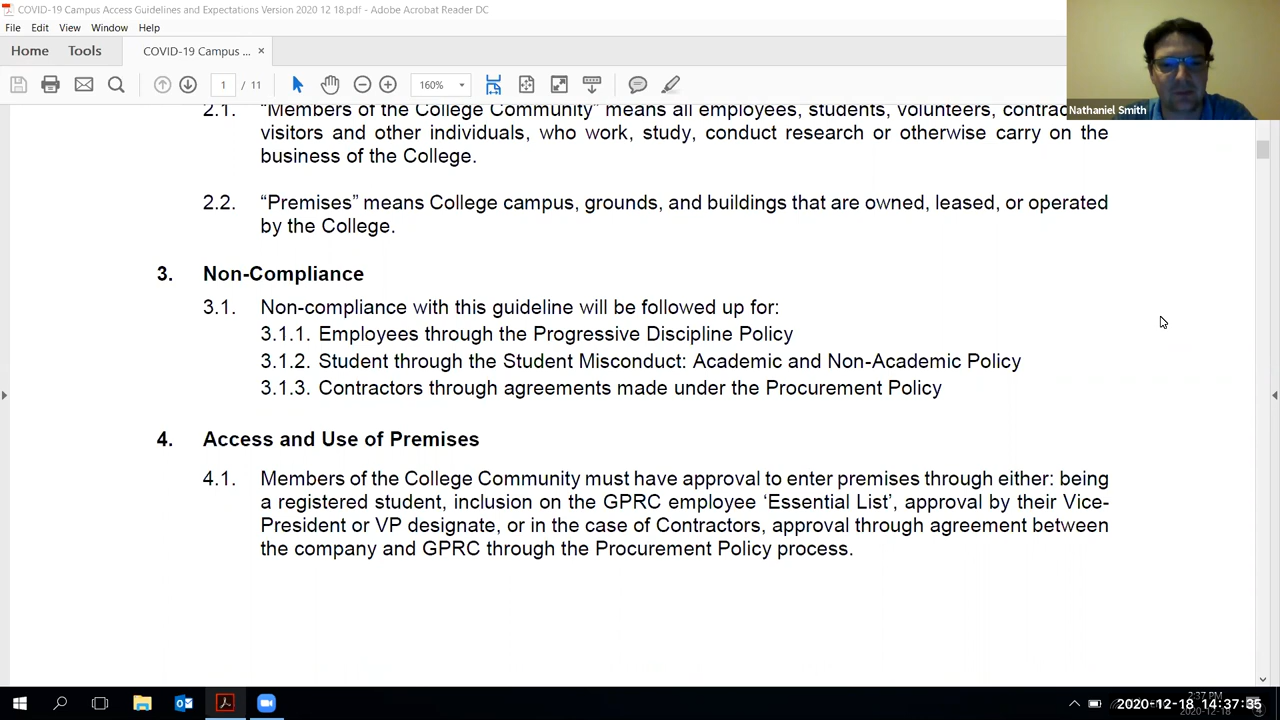 COVID-19 Campus Access Guidelines and Expectations Version 2020 12 18.pdf - Adobe Acrobat Reader DC
File Edit View Window Help
Home Tools COVID-19 Campus ... ×
1 / 11 160%
Nathaniel Smith
2.1. “Members of the College Community” means all employees, students, volunteers,
visitors and other individuals, who work, study, conduct research or otherwise carry on the
business of the College.
2.2. “Premises” means College campus, grounds, and buildings that are owned, leased, or operated
by the College.
3. Non-Compliance
3.1. Non-compliance with this guideline will be followed up for:
3.1.1. Employees through the Progressive Discipline Policy
3.1.2. Student through the Student Misconduct: Academic and Non-Academic Policy
3.1.3. Contractors through agreements made under the Procurement Policy
4. Access and Use of Premises
4.1. Members of the College Community must have approval to enter premises through either: being
a registered student, inclusion on the GPRC employee ‘Essential List’, approval by their Vice-
President or VP designate, or in the case of Contractors, approval through agreement between
the company and GPRC through the Procurement Policy process.
2:37 PM
2020-12-18 14:37:35
2020-12-18